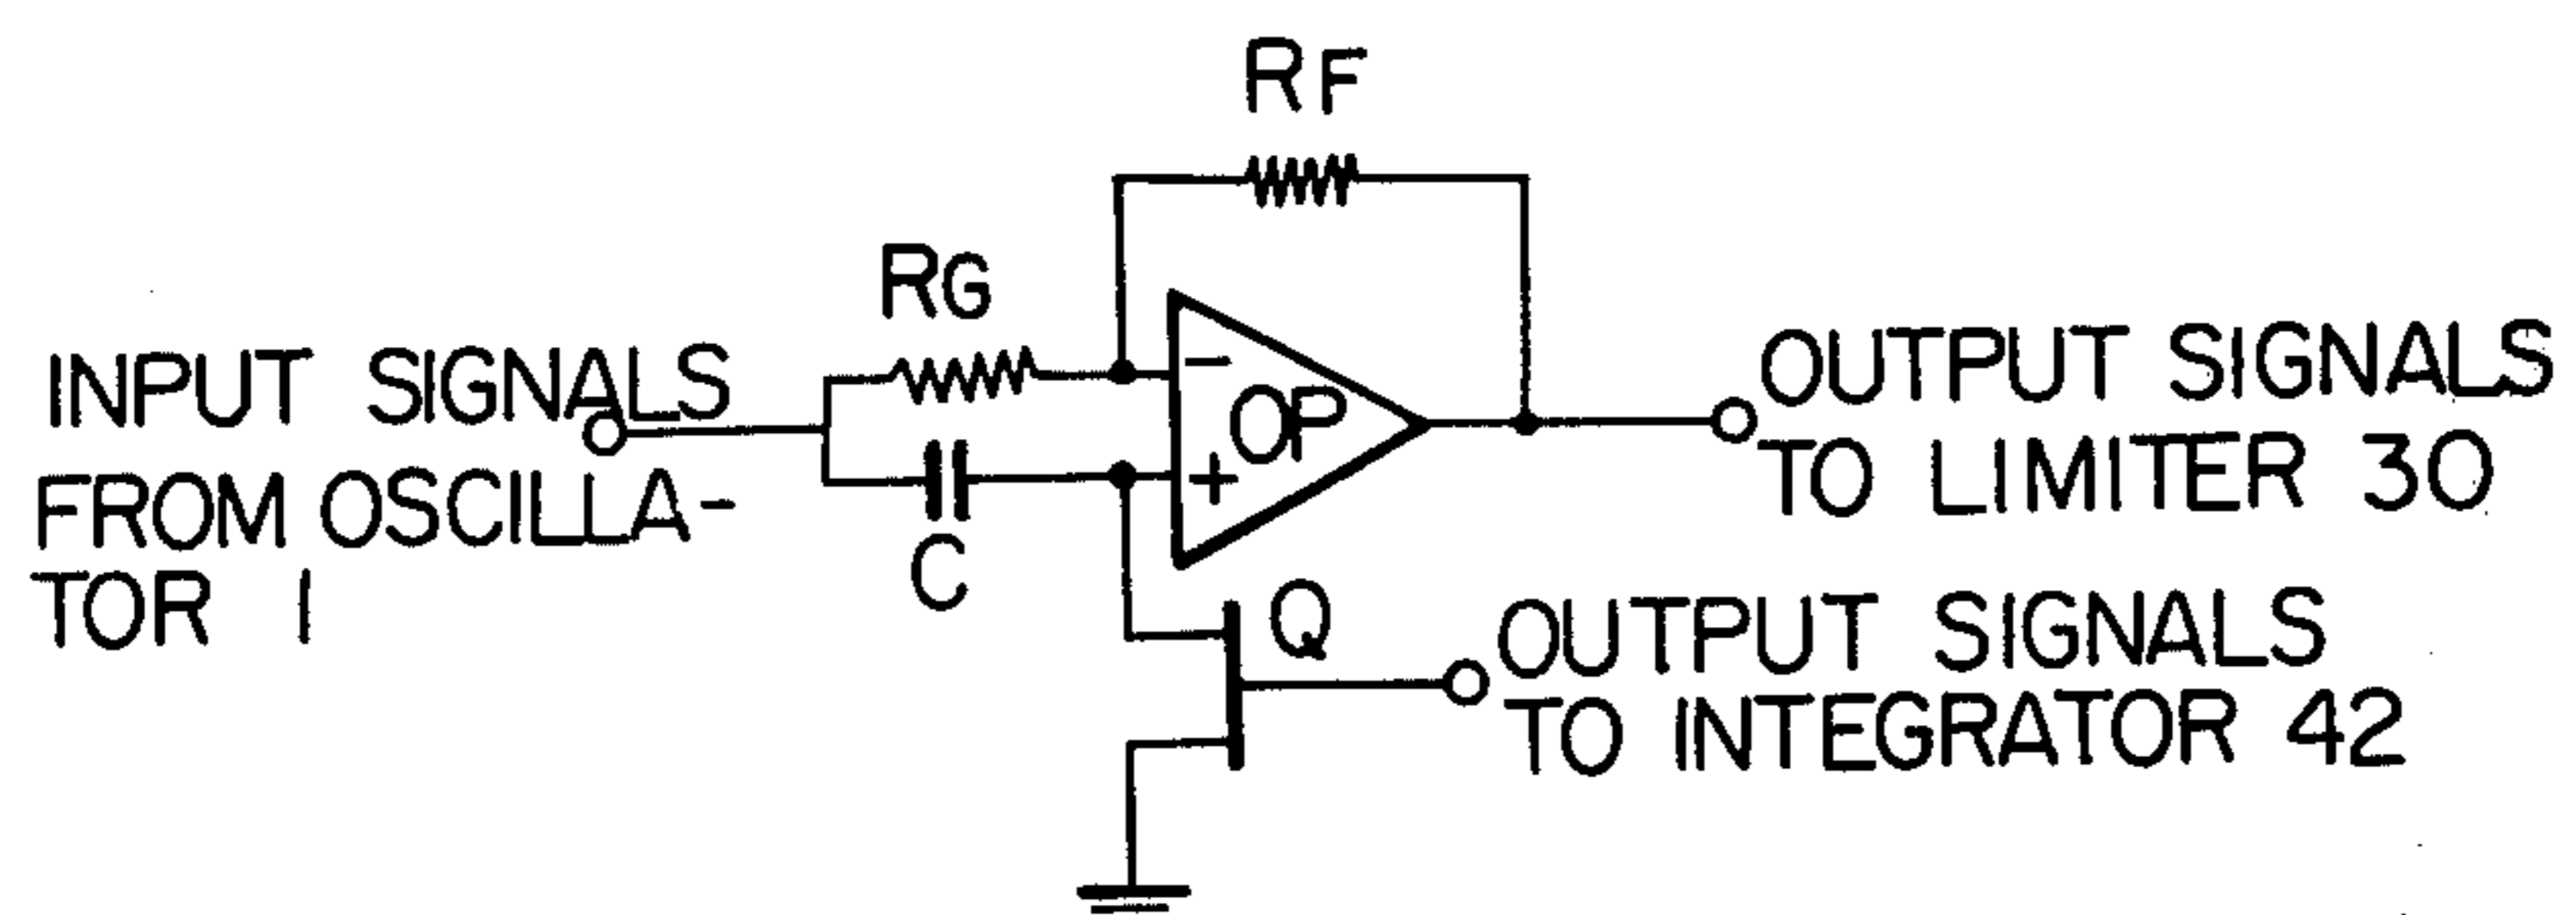 RF
RG
INPUT SIGNALS
FROM OSCILLA-
TOR 1
-
OP
+
C
OUTPUT SIGNALS
TO LIMITER 30
Q
OUTPUT SIGNALS
TO INTEGRATOR 42